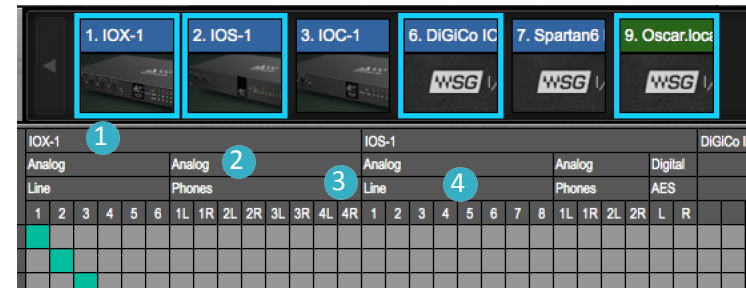 1. IOX-1 2. IOS-1 3. IOC-1 6. DiGiCo IC 7. Spartan6 9. Oscar.loca
WSG WSG WSG
IOX-1 1 IOS-1 DiGiCo I
Analog Analog 2 Analog Analog Digital
Line Phones 3 Line 4 Phones AES
1 2 3 4 5 6 1L 1R 2L 2R 3L 3R 4L 4R 1 2 3 4 5 6 7 8 1L 1R 2L 2R L R